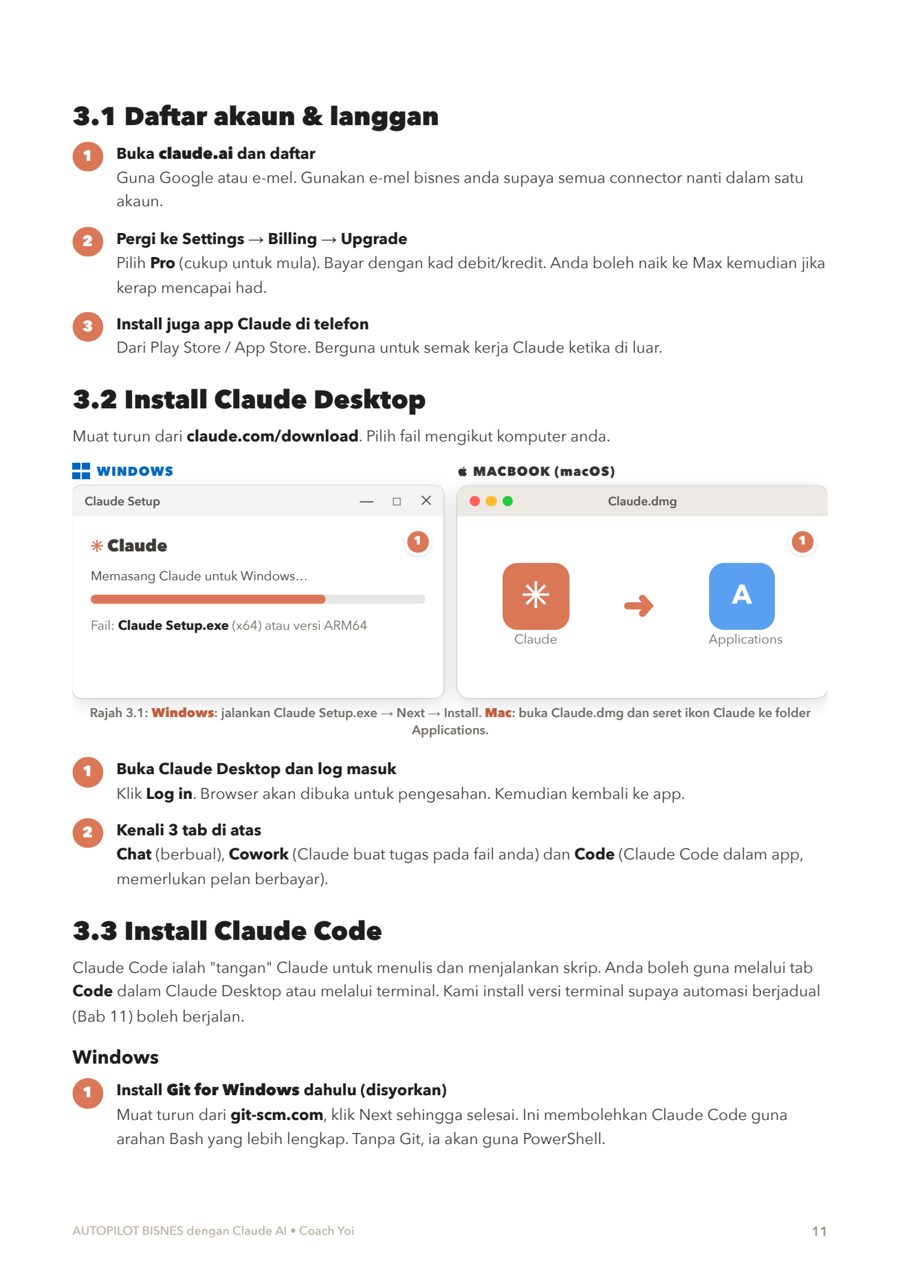 3.1 Daftar akaun & langgan
1
Buka claude.ai dan daftar
Guna Google atau e-mel. Gunakan e-mel bisnes anda supaya semua connector nanti dalam satu
akaun.
2
Pergi ke Settings → Billing → Upgrade
Pilih Pro (cukup untuk mula). Bayar dengan kad debit/kredit. Anda boleh naik ke Max kemudian jika
kerap mencapai had.
3
Install juga app Claude di telefon
Dari Play Store / App Store. Berguna untuk semak kerja Claude ketika di luar.
3.2 Install Claude Desktop
Muat turun dari claude.com/download. Pilih fail mengikut komputer anda.
WINDOWS
Claude Setup
Claude
1
Memasang Claude untuk Windows…
Fail: Claude Setup.exe (x64) atau versi ARM64
MACBOOK (macOS)
Claude.dmg
1
A
Claude
Applications
Rajah 3.1: Windows: jalankan Claude Setup.exe → Next → Install. Mac: buka Claude.dmg dan seret ikon Claude ke folder
Applications.
1
Buka Claude Desktop dan log masuk
Klik Log in. Browser akan dibuka untuk pengesahan. Kemudian kembali ke app.
2
Kenali 3 tab di atas
Chat (berbual), Cowork (Claude buat tugas pada fail anda) dan Code (Claude Code dalam app,
memerlukan pelan berbayar).
3.3 Install Claude Code
Claude Code ialah "tangan" Claude untuk menulis dan menjalankan skrip. Anda boleh guna melalui tab
Code dalam Claude Desktop atau melalui terminal. Kami install versi terminal supaya automasi berjadual
(Bab 11) boleh berjalan.
Windows
1
Install Git for Windows dahulu (disyorkan)
Muat turun dari git-scm.com, klik Next sehingga selesai. Ini membolehkan Claude Code guna
arahan Bash yang lebih lengkap. Tanpa Git, ia akan guna PowerShell.
AUTOPILOT BISNES dengan Claude AI • Coach Yoi
11